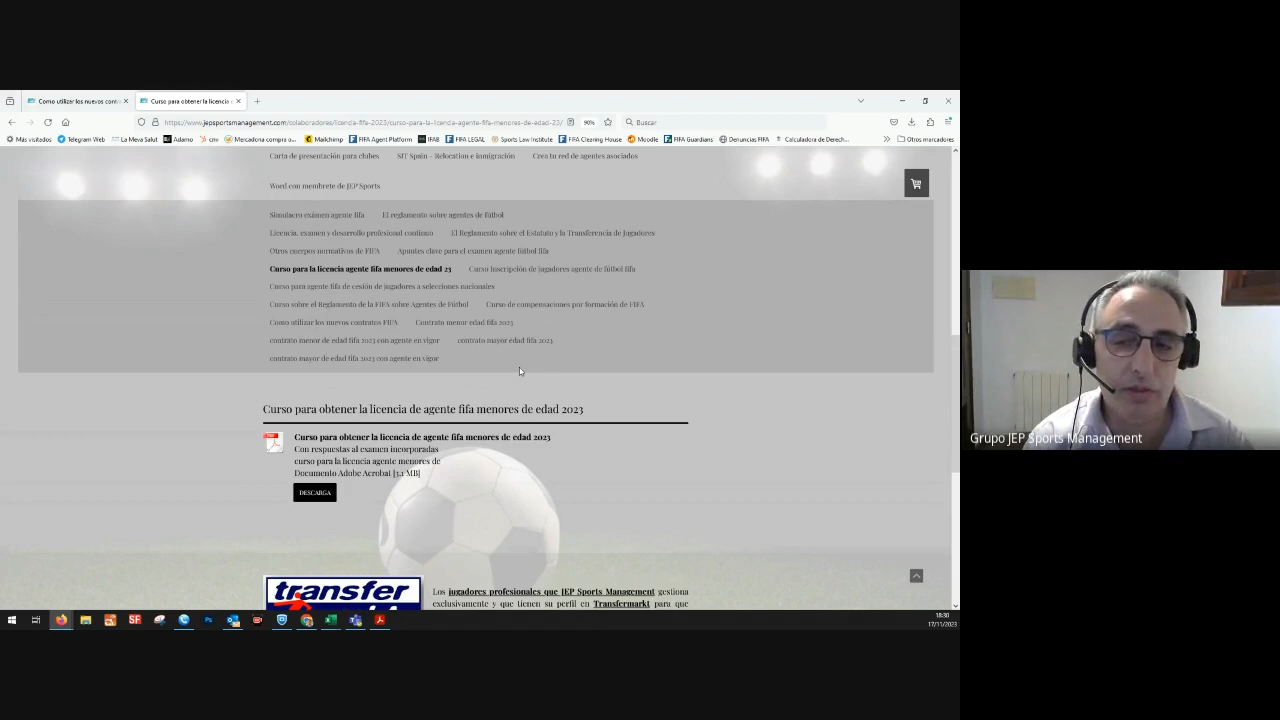 Como utilizar los nuevos contr
Curso para obtener la licencia
https://www.jepsportsmanagement.com/colaboradores/licencia-fifa-2023/curso-para-la-licencia-agente-fifa-menores-de-edad-23/
90%
Buscar
Más visitados
Telegram Web
La Meva Salut
Adamo
crm
Mercadona compra o...
Mailchimp
FIFA Agent Platform
IFAB
FIFA LEGAL
Sports Law Institute
FIFA Clearing House
Moodle
FIFA Guardians
Denuncias FIFA
Calculadora de Derech...
Otros marcadores
Carta de presentación para clubes
SIT Spain - Relocation e inmigración
Crea tu red de agentes asociados
Word con membrete de JEP Sports
Simulacro exámen agente fifa
El reglamento sobre agentes de fútbol
Licencia, examen y desarrollo profesional continuo
El Reglamento sobre el Estatuto y la Transferencia de Jugadores
Otros cuerpos normativos de FIFA
Apuntes clave para el examen agente fútbol fifa
Curso para la licencia agente fifa menores de edad 23
Curso Inscripción de jugadores agente de fútbol fifa
Curso para agente fifa de cesión de jugadores a selecciones nacionales
Curso sobre el Reglamento de la FIFA sobre Agentes de Fútbol
Curso de compensaciones por formación de FIFA
Como utilizar los nuevos contratos FIFA
Contrato menor edad fifa 2023
contrato menor de edad fifa 2023 con agente en vigor
contrato mayor edad fifa 2023
contrato mayor de edad fifa 2023 con agente en vigor
Curso para obtener la licencia de agente fifa menores de edad 2023
Curso para obtener la licencia de agente fifa menores de edad 2023
Con respuestas al examen incorporadas
curso para la licencia agente menores de
Documento Adobe Acrobat [3.1 MB]
DESCARGA
transfer
Los jugadores profesionales que JEP Sports Management gestiona
exclusivamente y que tienen su perfil en Transfermarkt para que
SF
18:30
17/11/2023
Grupo JEP Sports Management